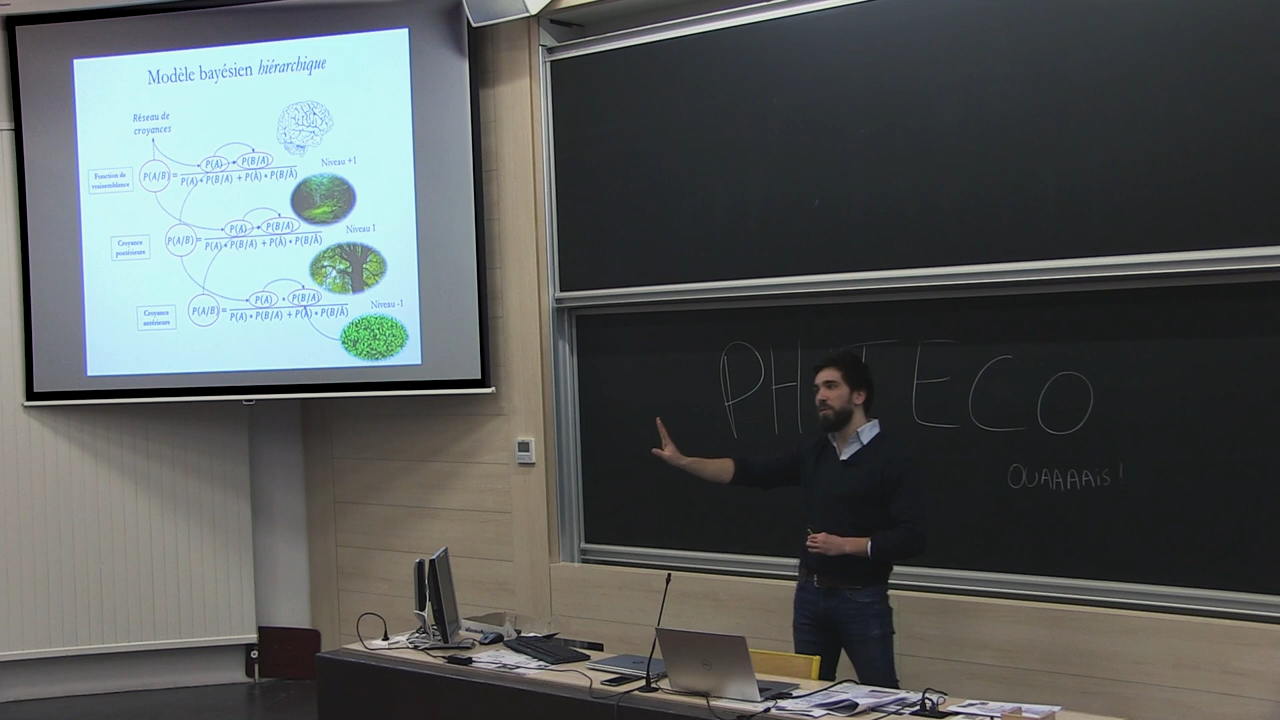 Modèle bayésien hiérarchique
Réseau de
croyances
Niveau +1
Fonction de
vraisemblance
P(A/B) = P(A) P(B/A)
P(A) * P(B/A) + P(Ā) * P(B/Ā)
Niveau 1
Croyance
postérieure
P(A/B) = P(A) P(B/A)
P(A) * P(B/A) + P(Ā) * P(B/Ā)
Niveau -1
Croyance
antérieure
P(A/B) = P(A) * P(B/A)
P(A) * P(B/A) + P(Ā) * P(B/Ā)
ECO
OUAAAAis !
DELL